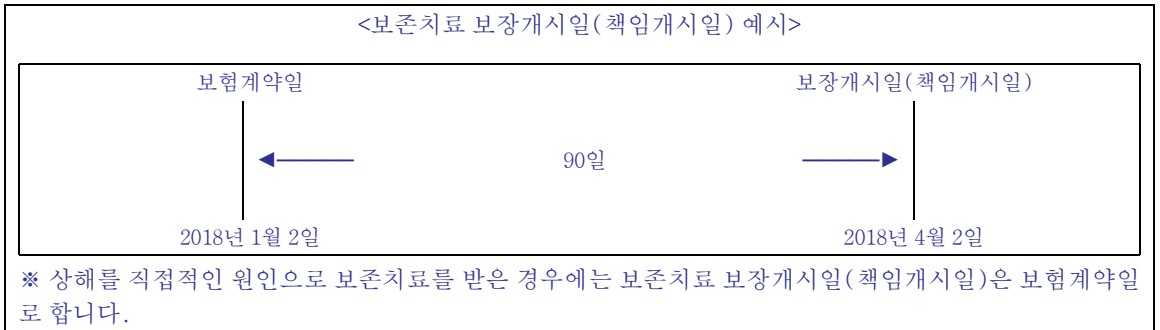 <보존치료 보장개시일(책임개시일) 예시>
보험계약일 보장개시일(책임개시일)
90일
2018년 1월 2일 2018년 4월 2일
※ 상해를 직접적인 원인으로 보존치료를 받은 경우에는 보존치료 보장개시일(책임개시일)은 보험계약일
로 합니다.